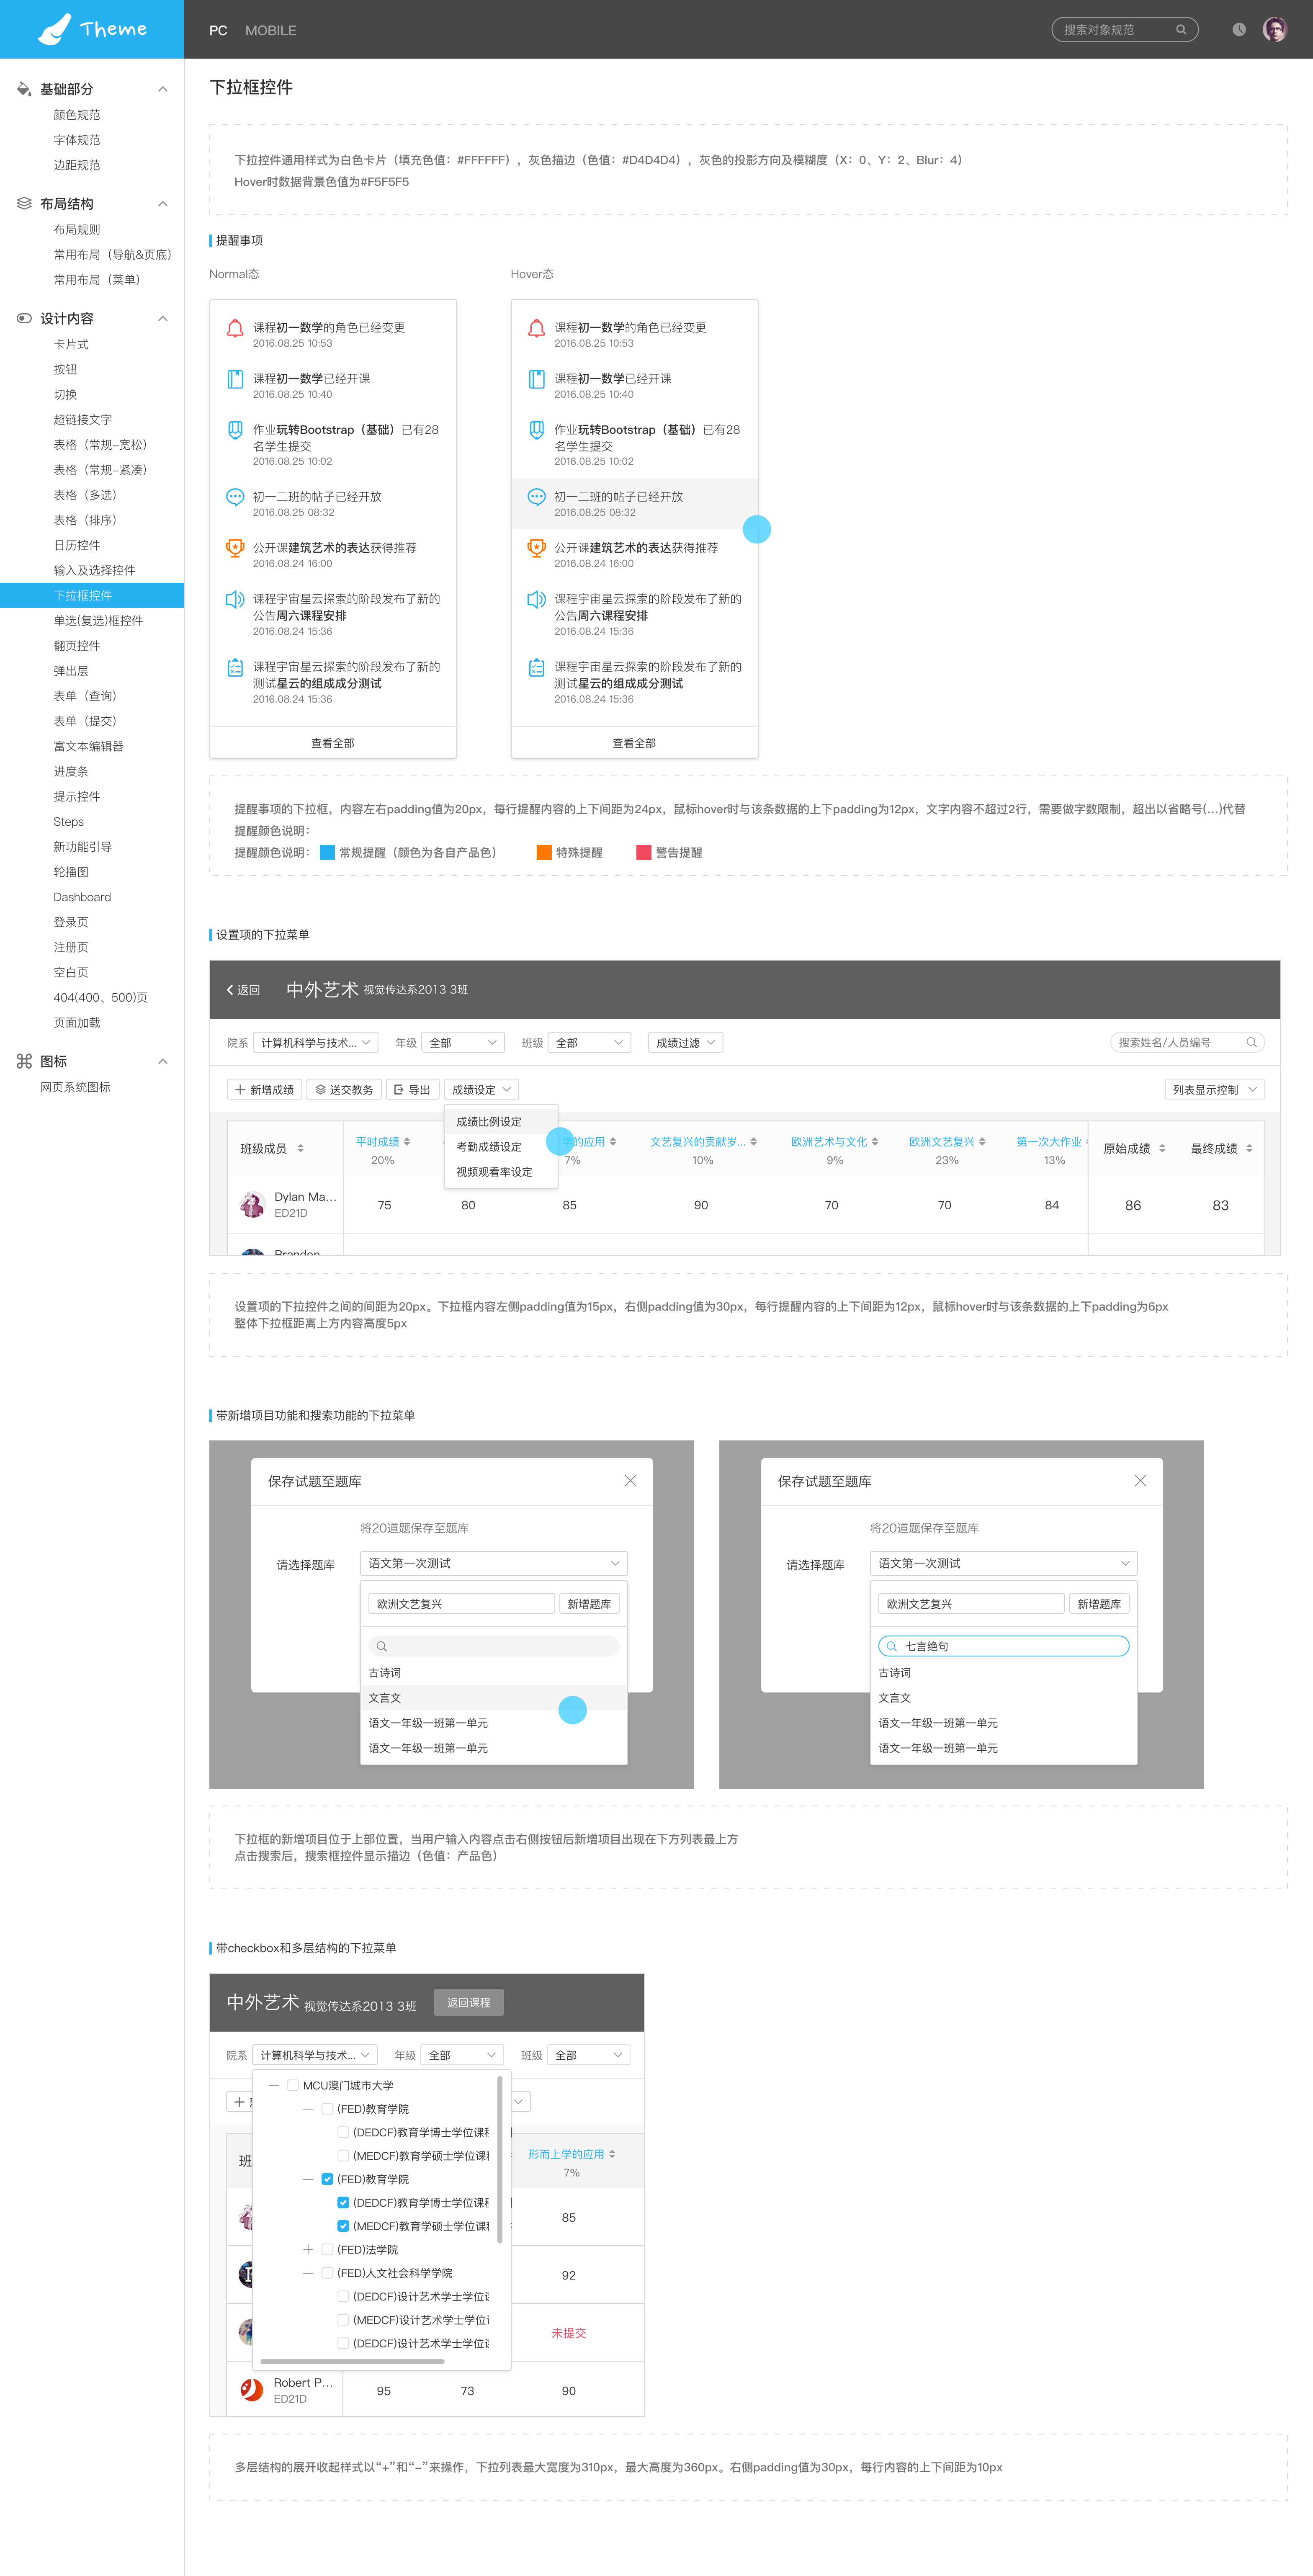 Theme
PC
MOBILE
搜索对象规范
基础部分
颜色规范
字体规范
边距规范
布局结构
布局规则
常用布局（导航&页底）
常用布局（菜单）
设计内容
卡片式
按钮
切换
超链接文字
表格（常规-宽松）
表格（常规-紧凑）
表格（多选）
表格（排序）
日历控件
输入及选择控件
下拉框控件
单选(复选)框控件
翻页控件
弹出层
表单（查询）
表单（提交）
富文本编辑器
进度条
提示控件
Steps
新功能引导
轮播图
Dashboard
登录页
注册页
空白页
404(400、500)页
页面加载
图标
网页系统图标
下拉框控件
下拉控件通用样式为白色卡片（填充色值：#FFFFFF），灰色描边（色值：#D4D4D4），灰色的投影方向及模糊度（X：0、Y：2、Blur：4）
Hover时数据背景色值为#F5F5F5
提醒事项
Normal态
课程初一数学的角色已经变更
2016.08.25 10:53
课程初一数学已经开课
2016.08.25 10:40
作业玩转Bootstrap（基础）已有28
名学生提交
2016.08.25 10:02
初一二班的帖子已经开放
2016.08.25 08:32
公开课建筑艺术的表达获得推荐
2016.08.24 16:00
课程宇宙星云探索的阶段发布了新的
公告周六课程安排
2016.08.24 15:36
课程宇宙星云探索的阶段发布了新的
测试星云的组成成分测试
2016.08.24 15:36
查看全部
Hover态
课程初一数学的角色已经变更
2016.08.25 10:53
课程初一数学已经开课
2016.08.25 10:40
作业玩转Bootstrap（基础）已有28
名学生提交
2016.08.25 10:02
初一二班的帖子已经开放
2016.08.25 08:32
公开课建筑艺术的表达获得推荐
2016.08.24 16:00
课程宇宙星云探索的阶段发布了新的
公告周六课程安排
2016.08.24 15:36
课程宇宙星云探索的阶段发布了新的
测试星云的组成成分测试
2016.08.24 15:36
查看全部
提醒事项的下拉框，内容左右padding值为20px，每行提醒内容的上下间距为24px，鼠标hover时与该条数据的上下padding为12px，文字内容不超过2行，需要做字数限制，超出以省略号(...)代替
提醒颜色说明：
提醒颜色说明： 常规提醒（颜色为各自产品色） 特殊提醒 警告提醒
设置项的下拉菜单
返回 中外艺术 视觉传达系2013 3班
院系 计算机科学与技术... 年级 全部 班级 全部 成绩过滤 搜索姓名/人员编号
新增成绩 送交教务 导出 成绩设定 列表显示控制
成绩比例设定
考勤成绩设定
视频观看率设定
班级成员 平时成绩 学的应用 文艺复兴的贡献岁... 欧洲艺术与文化 欧洲文艺复兴 第一次大作业 原始成绩 最终成绩
20% 7% 10% 9% 23% 13%
Dylan Ma... 75 80 85 90 70 70 84 86 83
ED21D
Brandon
设置项的下拉控件之间的间距为20px。下拉框内容左侧padding值为15px，右侧padding值为30px，每行提醒内容的上下间距为12px，鼠标hover时与该条数据的上下padding为6px
整体下拉框距离上方内容高度5px
带新增项目功能和搜索功能的下拉菜单
保存试题至题库
将20道题保存至题库
请选择题库 语文第一次测试
欧洲文艺复兴 新增题库
古诗词
文言文
语文一年级一班第一单元
语文一年级一班第一单元
保存试题至题库
将20道题保存至题库
请选择题库 语文第一次测试
欧洲文艺复兴 新增题库
七言绝句
古诗词
文言文
语文一年级一班第一单元
语文一年级一班第一单元
下拉框的新增项目位于上部位置，当用户输入内容点击右侧按钮后新增项目出现在下方列表最上方
点击搜索后，搜索框控件显示描边（色值：产品色）
带checkbox和多层结构的下拉菜单
中外艺术 视觉传达系2013 3班 返回课程
院系 计算机科学与技术... 年级 全部 班级 全部
MCU澳门城市大学
(FED)教育学院
(DEDCF)教育学博士学位课程
(MEDCF)教育学硕士学位课程
(FED)教育学院
(DEDCF)教育学博士学位课程
(MEDCF)教育学硕士学位课程
(FED)法学院
(FED)人文社会科学学院
(DEDCF)设计艺术学士学位课
(MEDCF)设计艺术学士学位课
(DEDCF)设计艺术学士学位课
班
形而上学的应用
7%
85
92
未提交
Robert P... 95 73 90
ED21D
多层结构的展开收起样式以“+”和“-”来操作，下拉列表最大宽度为310px，最大高度为360px。右侧padding值为30px，每行内容的上下间距为10px